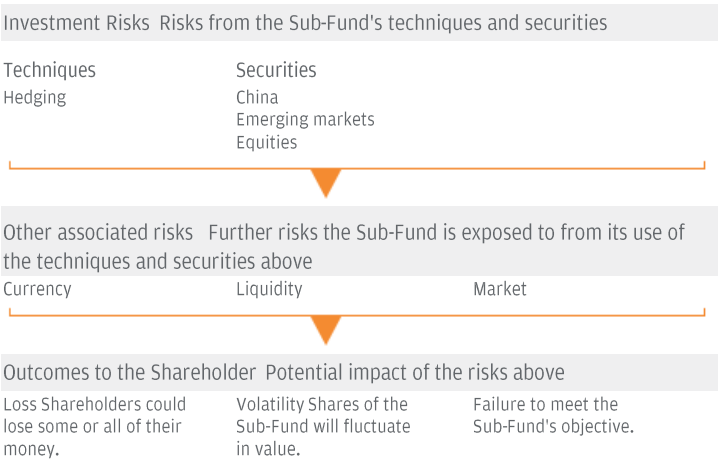 Investment Risks Risks from the Sub-Fund's techniques and securities
Techniques
Hedging
Securities
China
Emerging markets
Equities
Other associated risks Further risks the Sub-Fund is exposed to from its use of
the techniques and securities above
Currency
Liquidity
Market
Outcomes to the Shareholder Potential impact of the risks above
Loss Shareholders could
lose some or all of their
money.
Volatility Shares of the
Sub-Fund will fluctuate
in value.
Failure to meet the
Sub-Fund's objective.